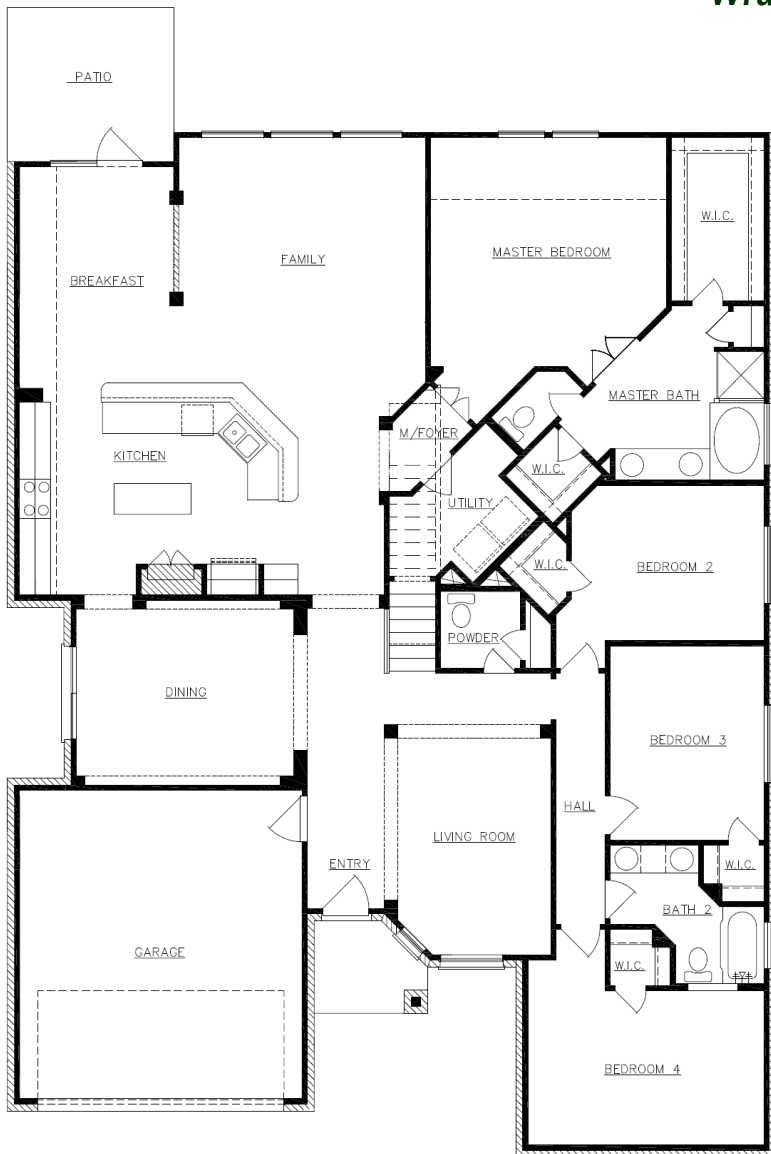 PATIO
W.I.C.
FAMILY
MASTER BEDROOM
BREAKFAST
MASTER BATH
M/FOYER
KITCHEN
W.I.C.
UTILITY
W.I.C.
BEDROOM 2
POWDER
DINING
BEDROOM 3
HALL
LIVING ROOM
ENTRY
W.I.C.
BATH 2
GARAGE
W.I.C.
BEDROOM 4